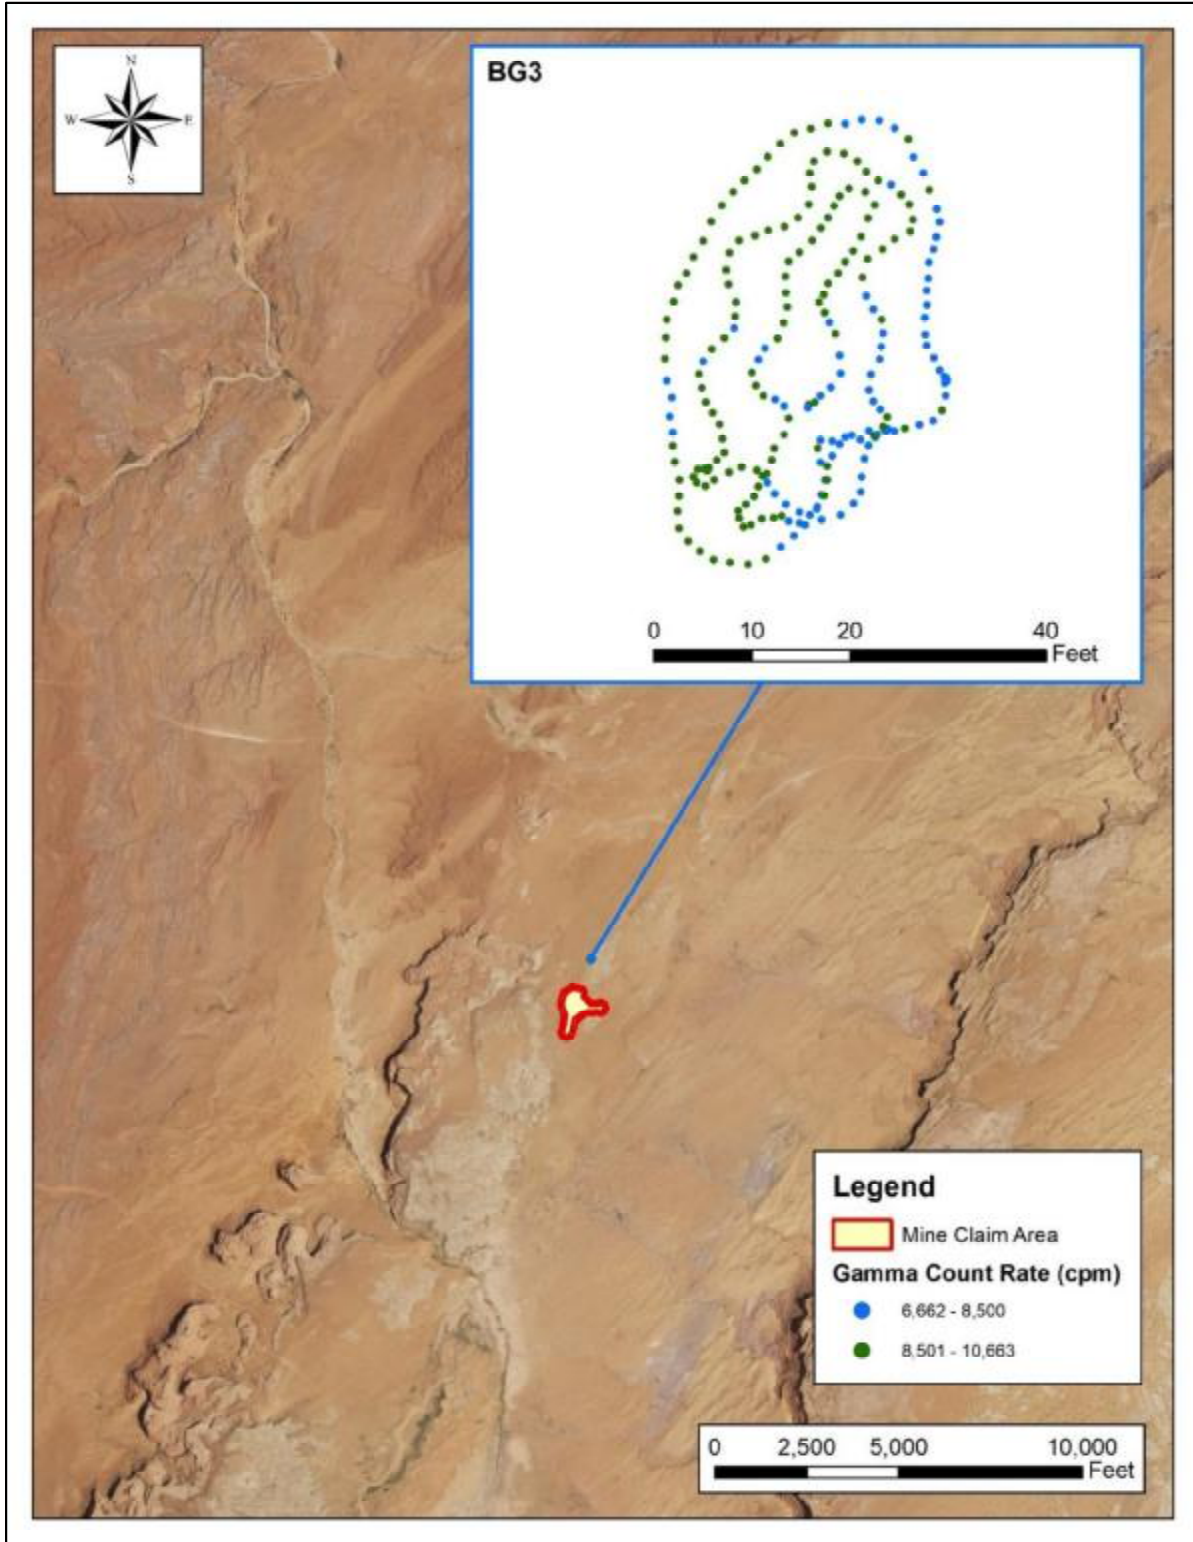 N
W E
S
BG3
0 10 20 40
Feet
Legend
Mine Claim Area
Gamma Count Rate (cpm)
6,662 - 8,500
8,501 - 10,663
0 2,500 5,000 10,000
Feet